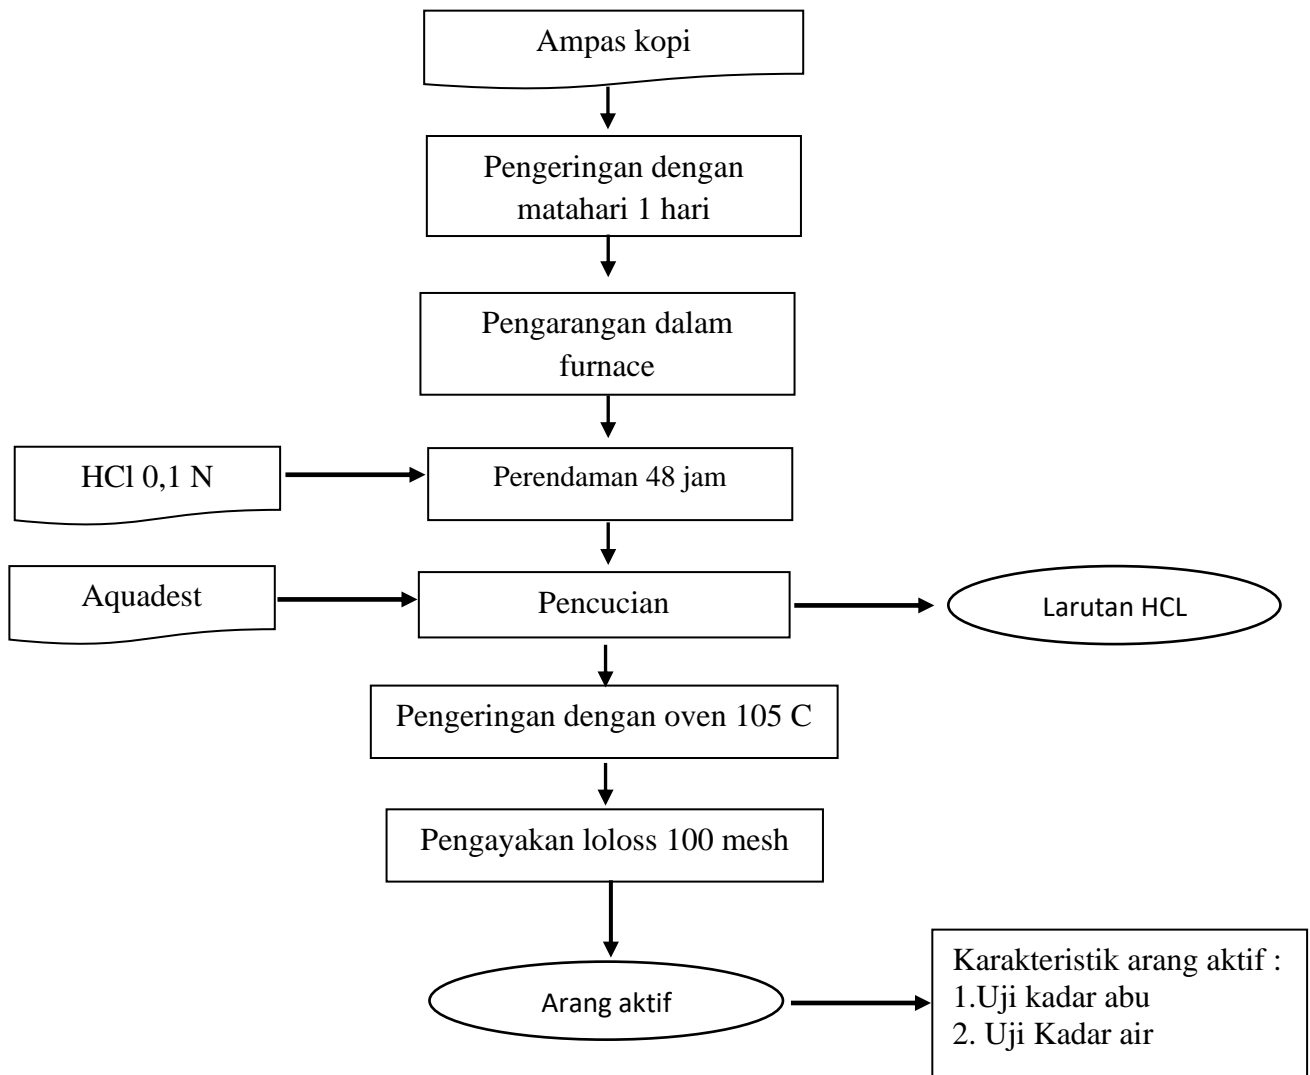 Ampas kopi
Pengeringan dengan
matahari 1 hari
Pengarangan dalam
furnace
HCl 0,1 N
Perendaman 48 jam
Aquadest
Pencucian
Larutan HCL
Pengeringan dengan oven 105 C
Pengayakan loloss 100 mesh
Arang aktif
Karakteristik arang aktif :
1.Uji kadar abu
2. Uji Kadar air